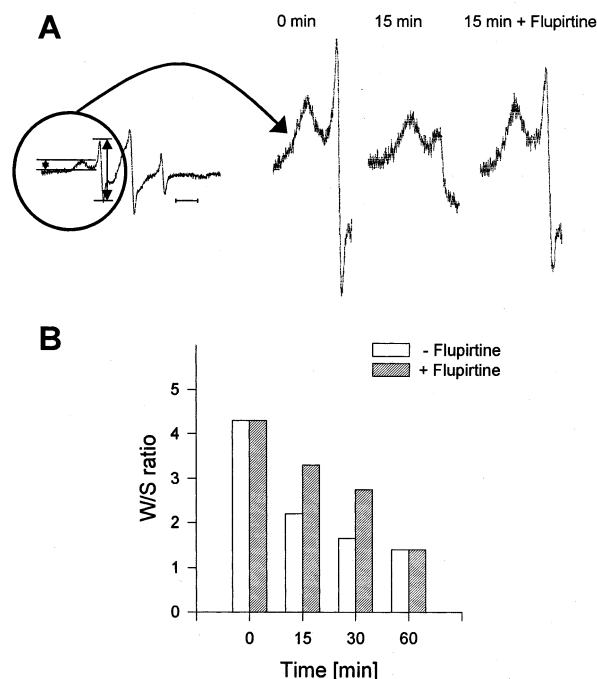 A
0 min 15 min 15 min + Flupirtine
B
- Flupirtine
+ Flupirtine
W/S ratio
5
4
3
2
1
0
0 15 30 60
Time [min]